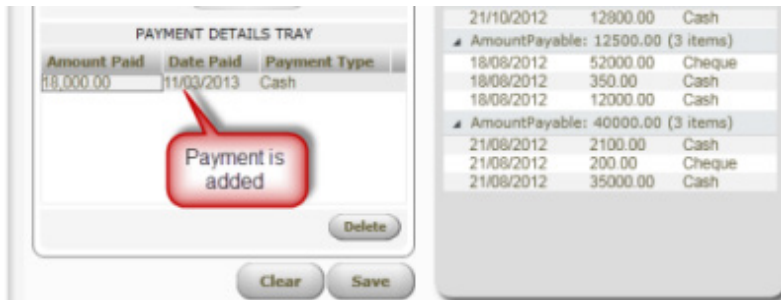 PAYMENT DETAILS TRAY
Amount Paid Date Paid Payment Type
18,000.00 11/03/2013 Cash
Payment is
added
Delete
Clear Save
21/10/2012 12800.00 Cash
AmountPayable: 12500.00 (3 items)
18/08/2012 52000.00 Cheque
18/08/2012 350.00 Cash
18/08/2012 12000.00 Cash
AmountPayable: 40000.00 (3 items)
21/08/2012 2100.00 Cash
21/08/2012 200.00 Cheque
21/08/2012 35000.00 Cash